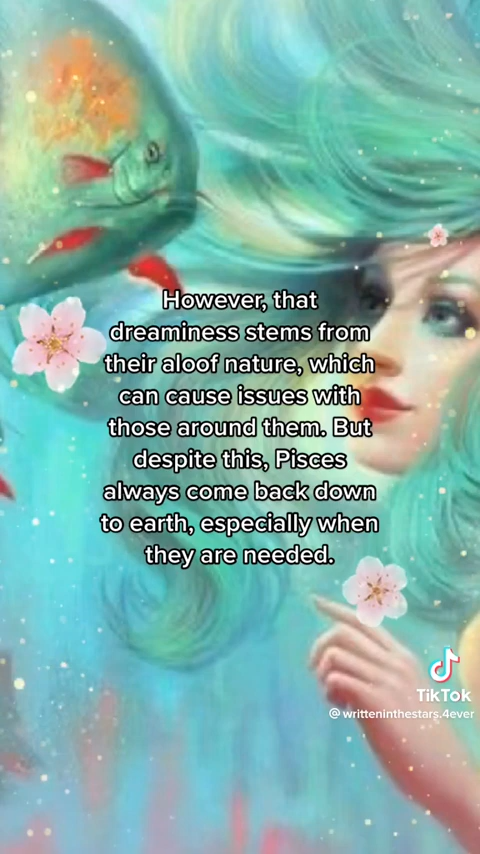 However, that
dreaminess stems from
their aloof nature, which
can cause issues with
those around them. But
despite this, Pisces
always come back down
to earth, especially when
they are needed.
TikTok
@writteninthestars.4ever